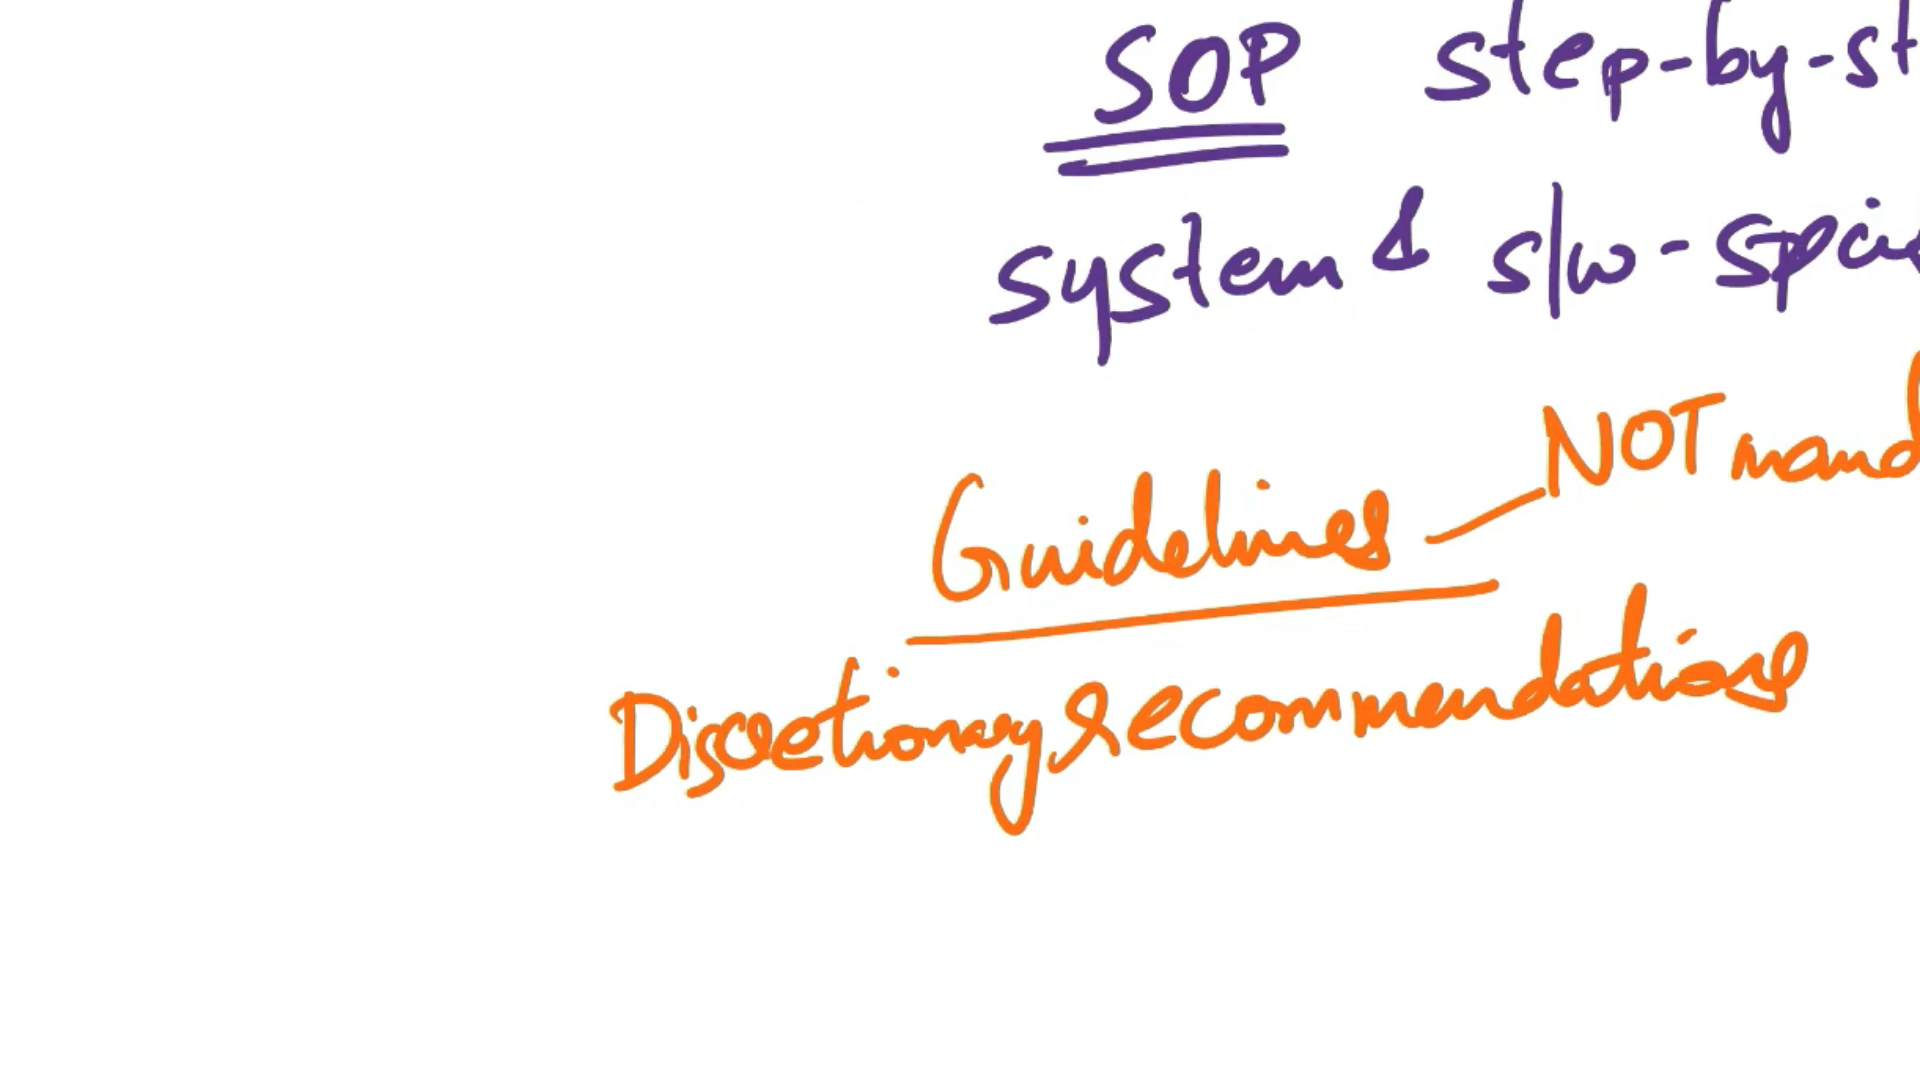 SOP step-by-st
system & s/w-speci
Guidelines — NOT mand
Discretionary recommendations